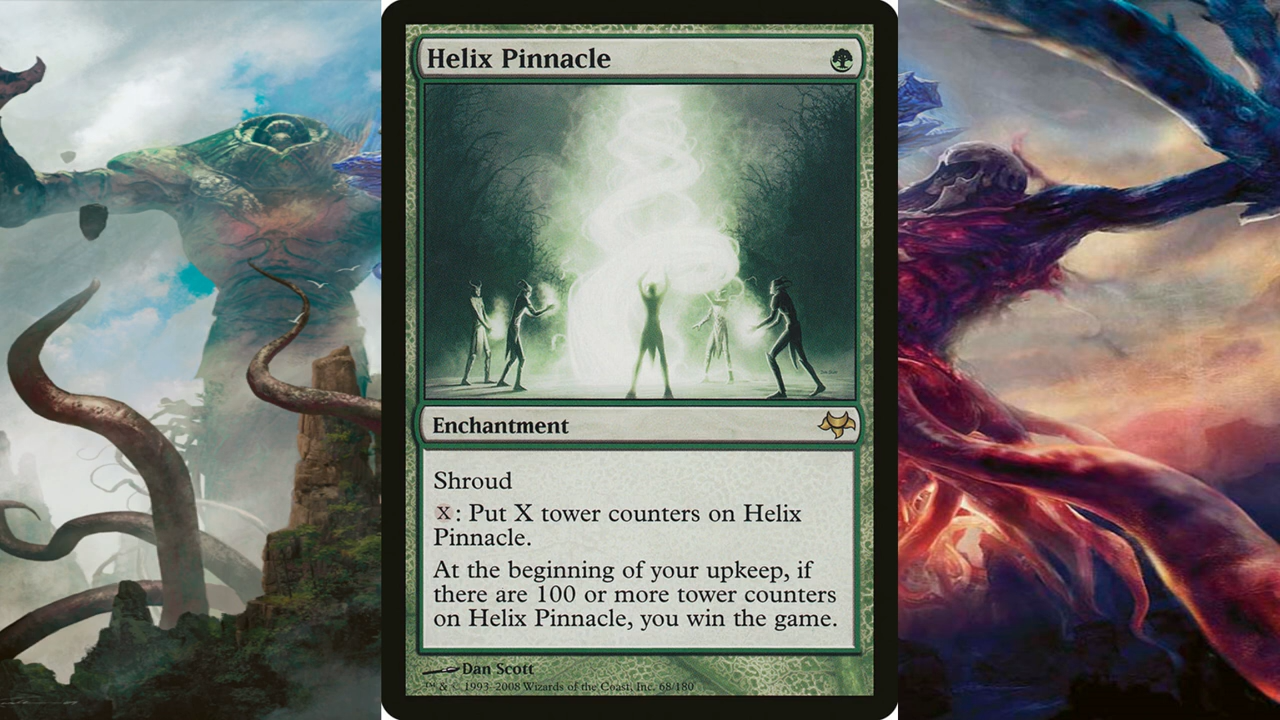 Helix Pinnacle
Enchantment
Shroud
X: Put X tower counters on Helix
Pinnacle.
At the beginning of your upkeep, if
there are 100 or more tower counters
on Helix Pinnacle, you win the game.
Dan Scott
™ & © 1993-2008 Wizards of the Coast, Inc. 68/180